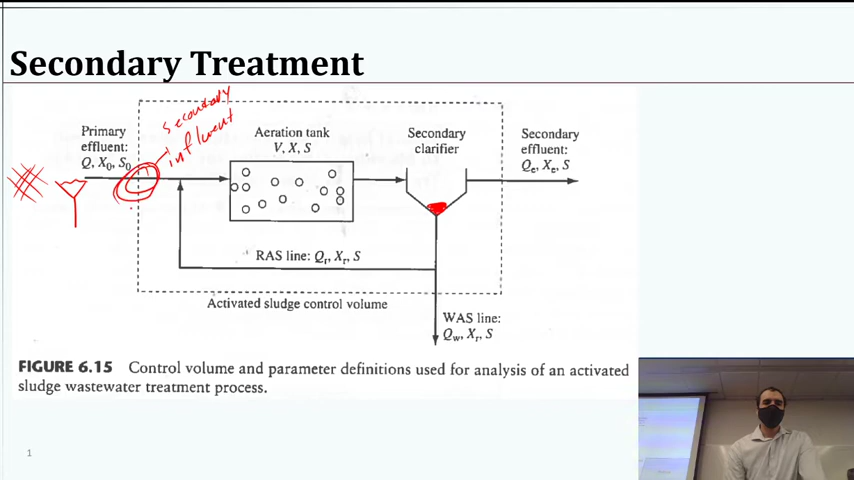 Secondary Treatment
Secondary
influent
Primary
effluent:
Q, X₀, S₀
Aeration tank
V, X, S
Secondary
clarifier
Secondary
effluent:
Qₑ, Xₑ, S
RAS line: Qᵣ, Xᵣ, S
Activated sludge control volume
WAS line:
Q_w, Xᵣ, S
FIGURE 6.15 Control volume and parameter definitions used for analysis of an activated
sludge wastewater treatment process.
1